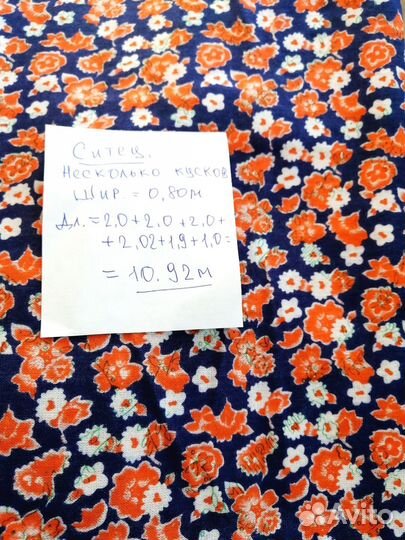 Ситец.
Несколько кусков
Шир. = 0,80м
Дл. = 2,0+2,0+2,0+
+2,02+1,9+1,0=
= 10.92м
Avito